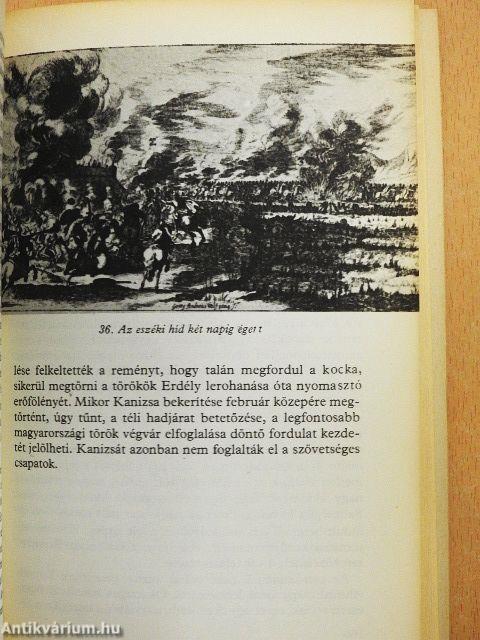 36. Az eszéki híd két napig égett
lése felkeltették a reményt, hogy talán megfordul a kocka,
sikerül megtörni a törökök Erdély lerohanása óta nyomasztó
erőfölényét. Mikor Kanizsa bekerítése február közepére meg-
történt, úgy tűnt, a téli hadjárat betetőzése, a legfontosabb
magyarországi török végvár elfoglalása döntő fordulat kezde-
tét jelölheti. Kanizsát azonban nem foglalták el a szövetséges
csapatok.
Antikvárium.hu